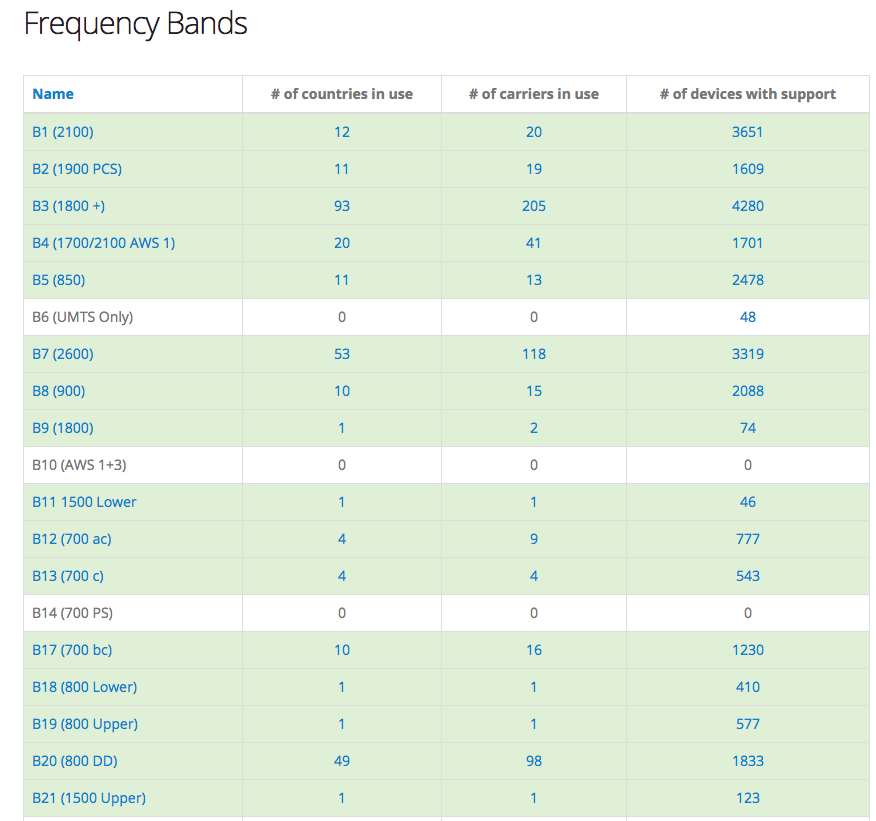 Frequency Bands
Name # of countries in use # of carriers in use # of devices with support
B1 (2100) 12 20 3651
B2 (1900 PCS) 11 19 1609
B3 (1800 +) 93 205 4280
B4 (1700/2100 AWS 1) 20 41 1701
B5 (850) 11 13 2478
B6 (UMTS Only) 0 0 48
B7 (2600) 53 118 3319
B8 (900) 10 15 2088
B9 (1800) 1 2 74
B10 (AWS 1+3) 0 0 0
B11 1500 Lower 1 1 46
B12 (700 ac) 4 9 777
B13 (700 c) 4 4 543
B14 (700 PS) 0 0 0
B17 (700 bc) 10 16 1230
B18 (800 Lower) 1 1 410
B19 (800 Upper) 1 1 577
B20 (800 DD) 49 98 1833
B21 (1500 Upper) 1 1 123